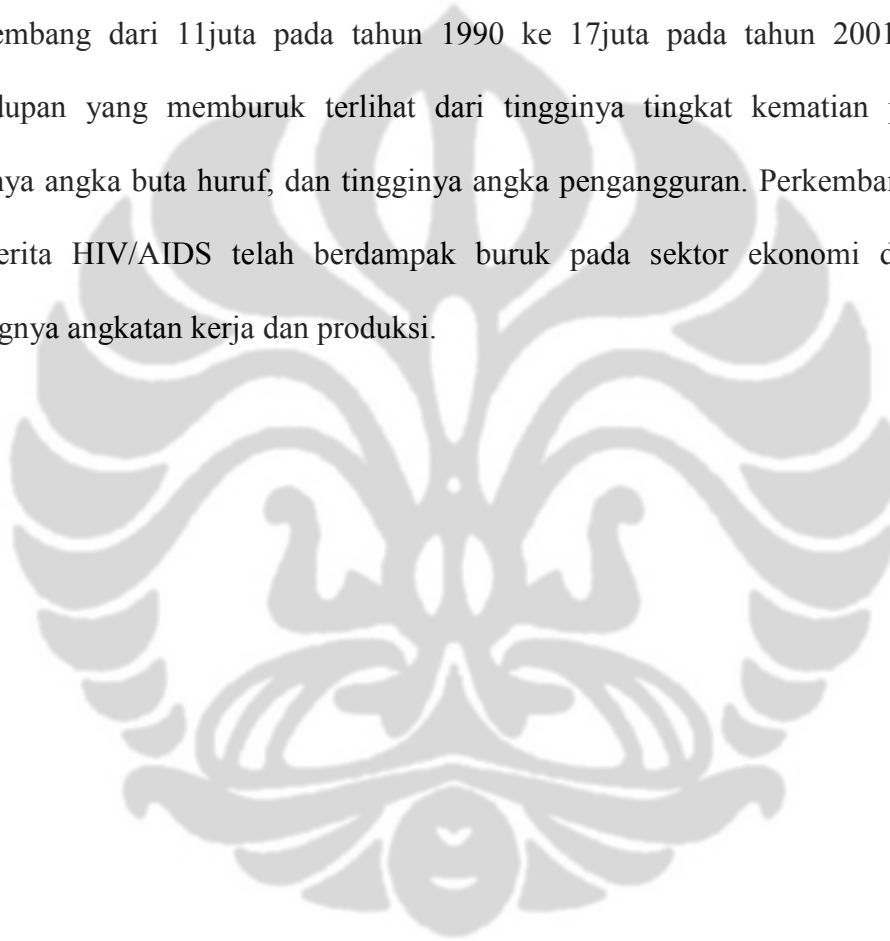 embang dari 11juta pada tahun 1990 ke 17juta pada tahun 2001
dupan yang memburuk terlihat dari tingginya tingkat kematian
nya angka buta huruf, dan tingginya angka pengangguran. Perkembar
erita HIV/AIDS telah berdampak buruk pada sektor ekonomi d
gnya angkatan kerja dan produksi.